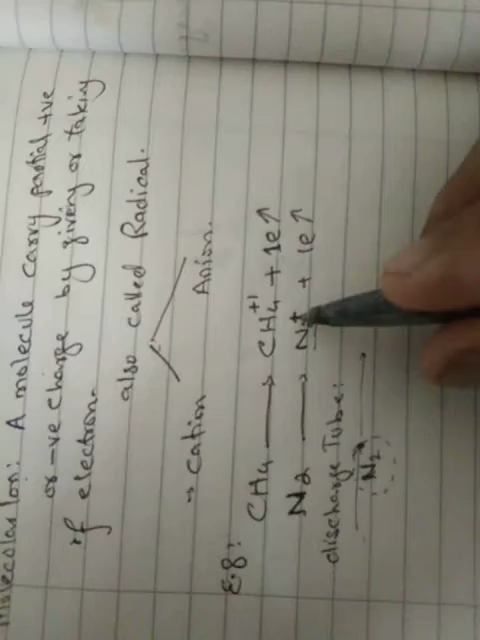 Molecular Ion: A molecule carry partial +ve
or -ve charge by giving or taking
of electron.
also called Radical.
→ Cation Anion.
E.g:
CH4 ⟶ CH4+1 + 1e↑
N2 ⟶ N2+ + 1e↑
discharge Tube:
N2